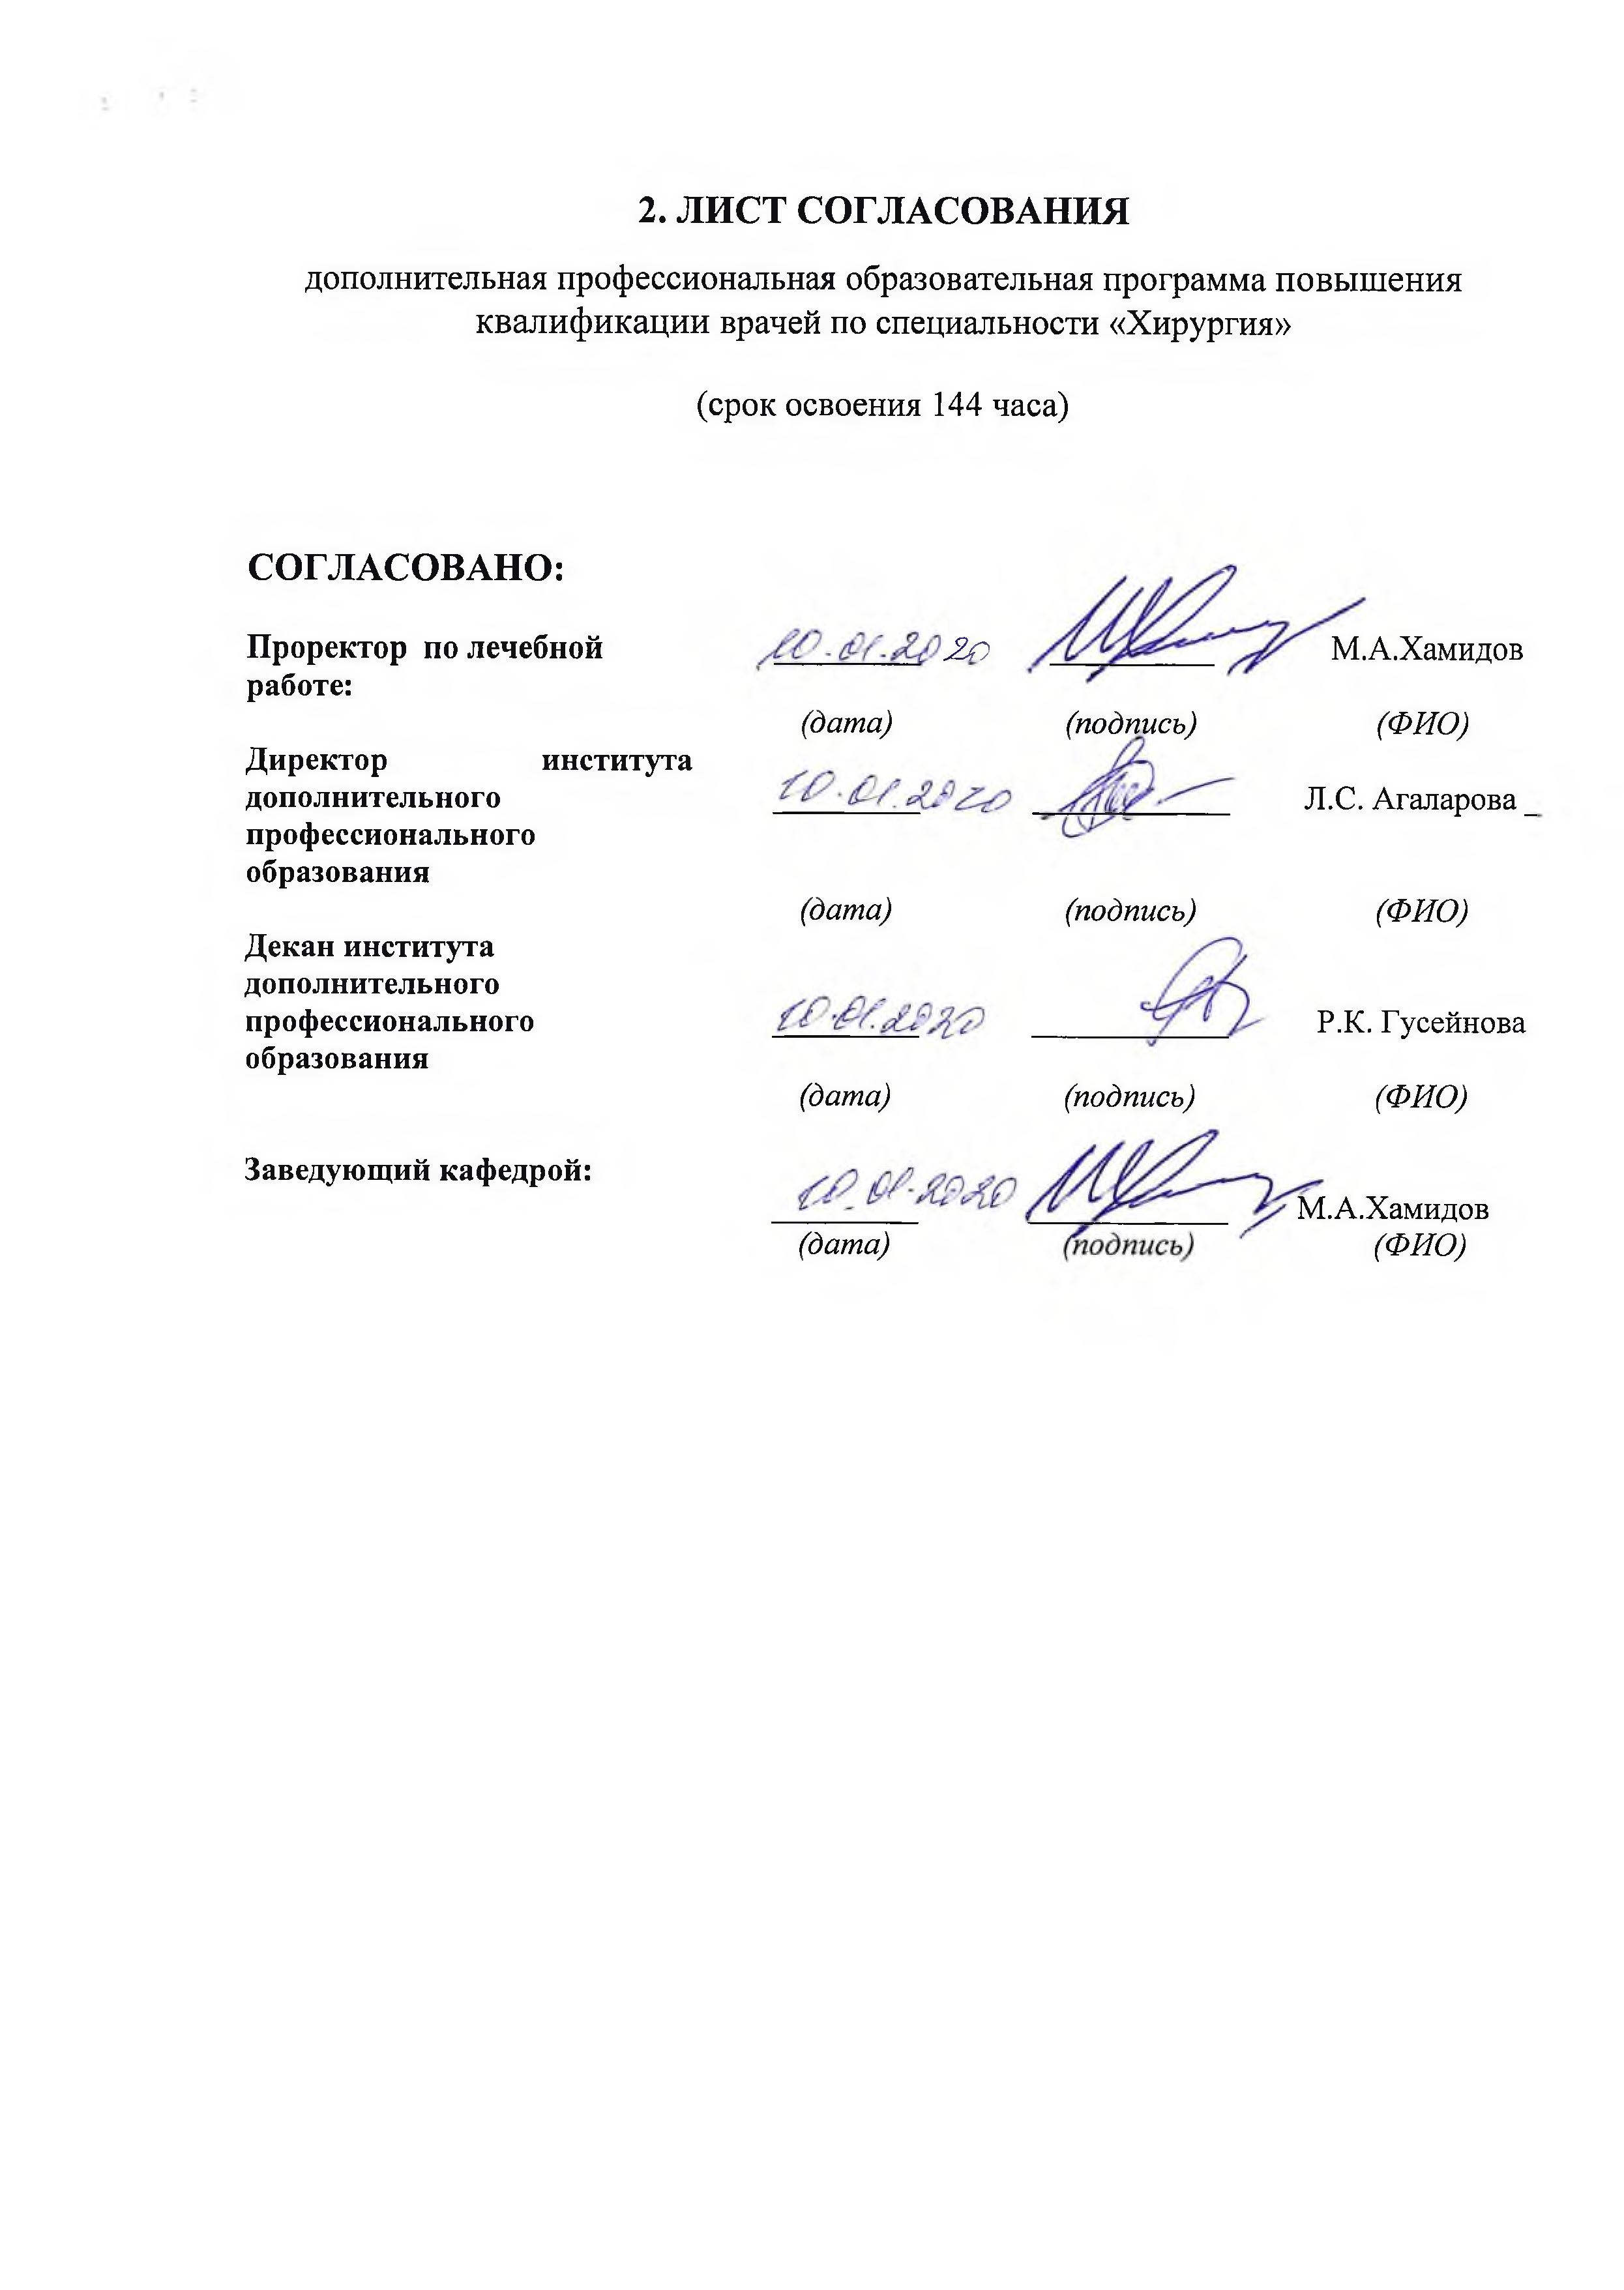 2. ЛИСТ СОГЛАСОВАНИЯ
дополнительная профессиональная образовательная программа повышения
квалификации врачей по специальности «Хирургия»
(срок освоения 144 часа)
СОГЛАСОВАНО:
Проректор по лечебной 10.01.2020 М.А.Хамидов
работе:
(дата) (подпись) (ФИО)
Директор института
дополнительного 10.01.2020 Л.С. Агаларова _
профессионального
образования
(дата) (подпись) (ФИО)
Декан института
дополнительного
профессионального 10.01.2020 Р.К. Гусейнова
образования
(дата) (подпись) (ФИО)
Заведующий кафедрой:
10.01.2020 М.А.Хамидов
(дата) (подпись) (ФИО)